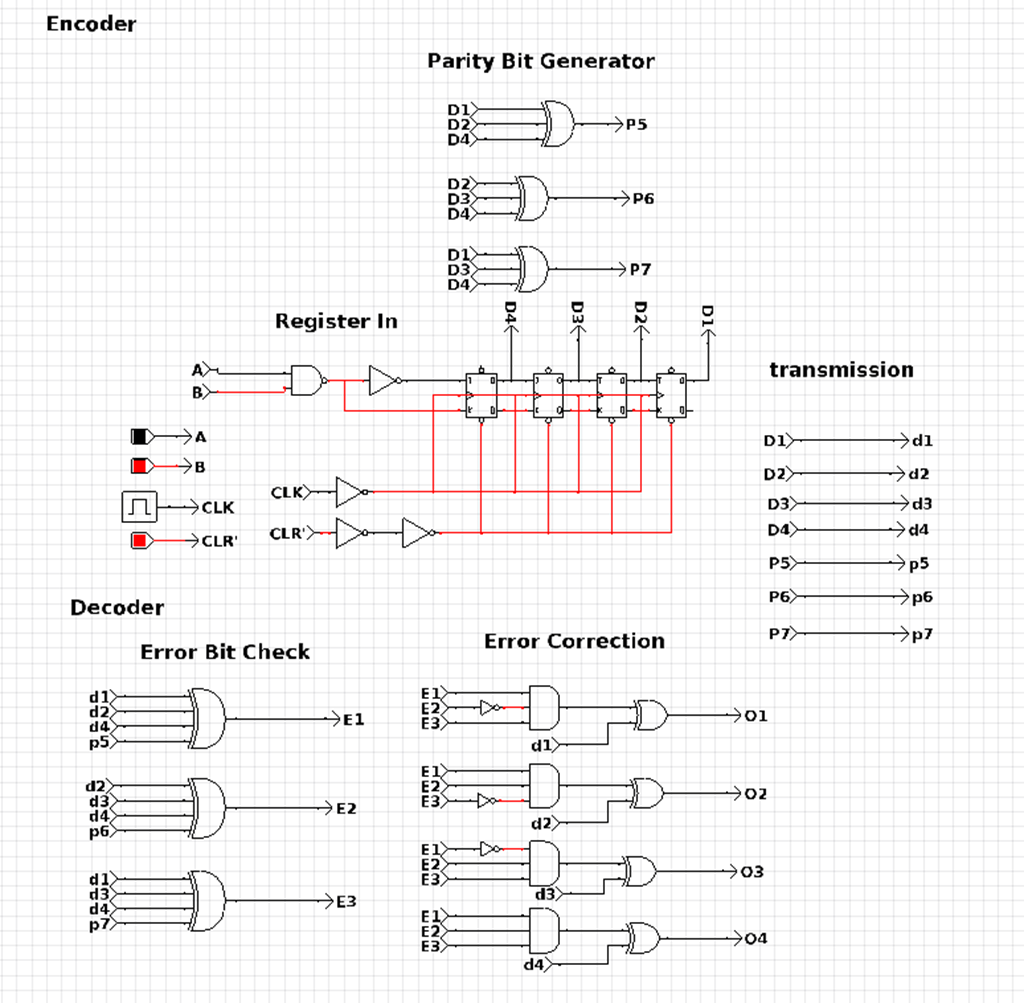 Encoder
Parity Bit Generator
D1
D2
D4
P5
D2
D3
D4
P6
D1
D3
D4
P7
D4
D3
D2
D1
Register In
A
B
A
B
CLK
CLR'
CLK
CLR'
transmission
D1 d1
D2 d2
D3 d3
D4 d4
P5 p5
P6 p6
P7 p7
Decoder
Error Bit Check
d1
d2
d4
p5
E1
d2
d3
d4
p6
E2
d1
d3
d4
p7
E3
Error Correction
E1
E2
E3
d1
O1
E1
E2
E3
d2
O2
E1
E2
E3
d3
O3
E1
E2
E3
d4
O4